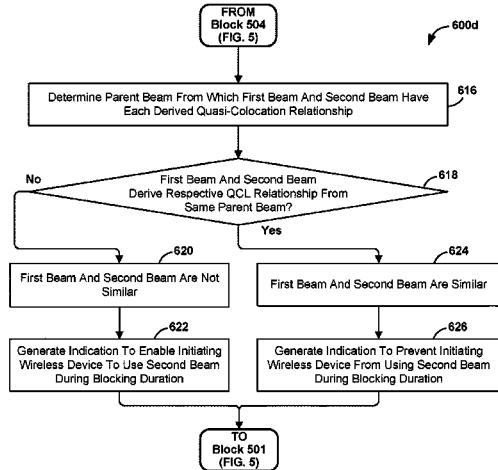 FROM
Block 504
(FIG. 5)
600d
Determine Parent Beam From Which First Beam And Second Beam Have
Each Derived Quasi-Colocation Relationship
616
First Beam And Second Beam
Derive Respective QCL Relationship From
Same Parent Beam?
618
No
Yes
620
First Beam And Second Beam Are Not
Similar
624
First Beam And Second Beam Are Similar
622
Generate Indication To Enable Initiating
Wireless Device To Use Second Beam
During Blocking Duration
626
Generate Indication To Prevent Initiating
Wireless Device From Using Second Beam
During Blocking Duration
TO
Block 501
(FIG. 5)